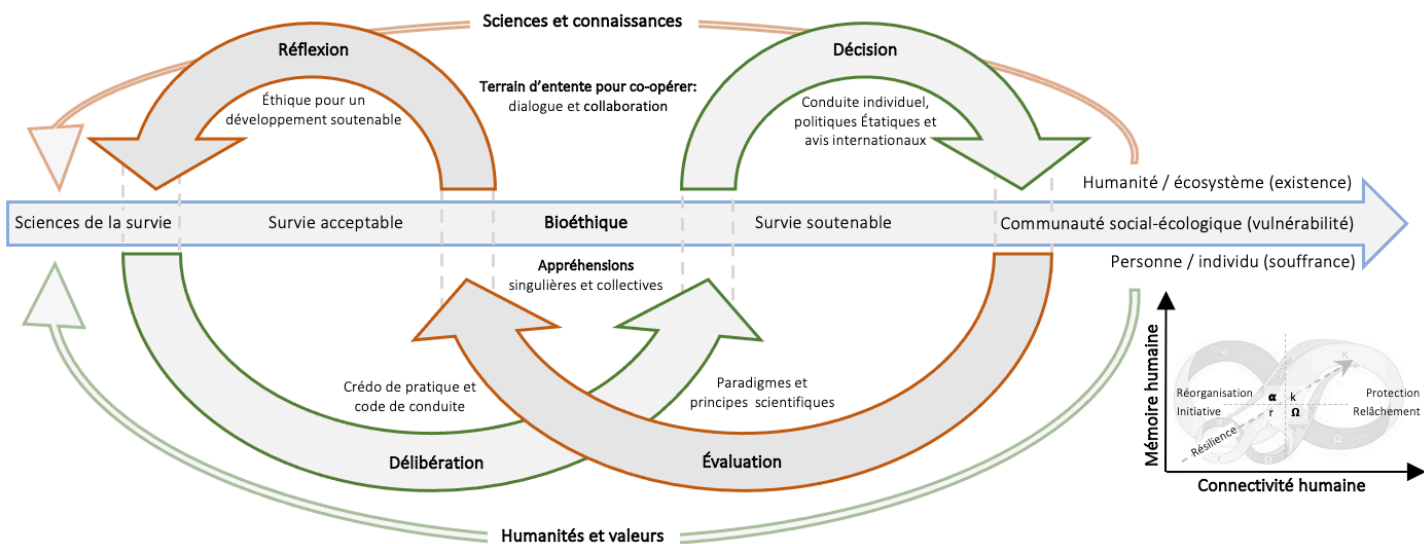 Sciences et connaissances
Réflexion
Décision
Terrain d’entente pour co-opérer:
dialogue et collaboration
Éthique pour un
développement soutenable
Conduite individuel,
politiques Étatiques et
avis internationaux
Humanité / écosystème (existence)
Sciences de la survie
Survie acceptable
Bioéthique
Survie soutenable
Communauté social-écologique (vulnérabilité)
Personne / individu (souffrance)
Appréhensions
singulières et collectives
Crédo de pratique et
code de conduite
Paradigmes et
principes scientifiques
Délibération
Évaluation
Humanités et valeurs
Mémoire humaine
Réorganisation
Initiative
α k
r Ω
Protection
Relâchement
Résilience
Connectivité humaine